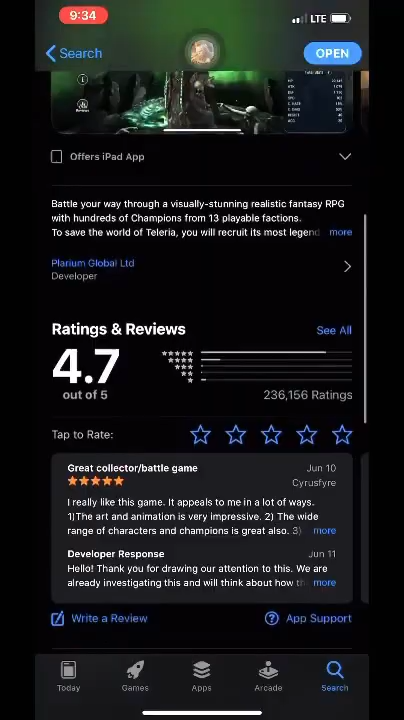 9:34
LTE
Search
OPEN
Offers iPad App
Battle your way through a visually-stunning realistic fantasy RPG
with hundreds of Champions from 13 playable factions.
To save the world of Teleria, you will recruit its most legend
more
Plarium Global Ltd
Developer
Ratings & Reviews
See All
4.7
out of 5
236,156 Ratings
Tap to Rate:
Great collector/battle game
Jun 10
Cyrusfyre
I really like this game. It appeals to me in a lot of ways.
1)The art and animation is very impressive. 2) The wide
range of characters and champions is great also. 3)
more
Developer Response
Jun 11
Hello! Thank you for drawing our attention to this. We are
already investigating this and will think about how
more
Write a Review
App Support
Today
Games
Apps
Arcade
Search